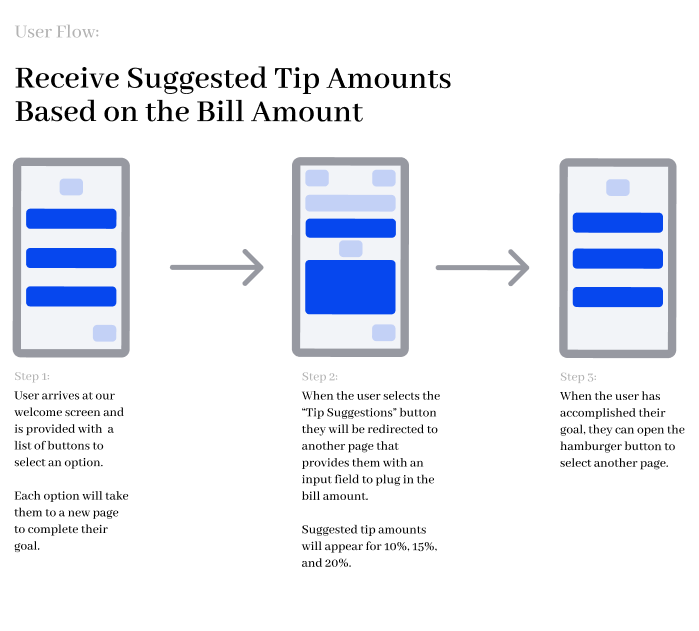 User Flow:
Receive Suggested Tip Amounts
Based on the Bill Amount
Step 1:
User arrives at our
welcome screen and
is provided with a
list of buttons to
select an option.
Each option will take
them to a new page
to complete their
goal.
Step 2:
When the user selects the
“Tip Suggestions” button
they will be redirected to
another page that
provides them with an
input field to plug in the
bill amount.
Suggested tip amounts
will appear for 10%, 15%,
and 20%.
Step 3:
When the user has
accomplished their
goal, they can open the
hamburger button to
select another page.